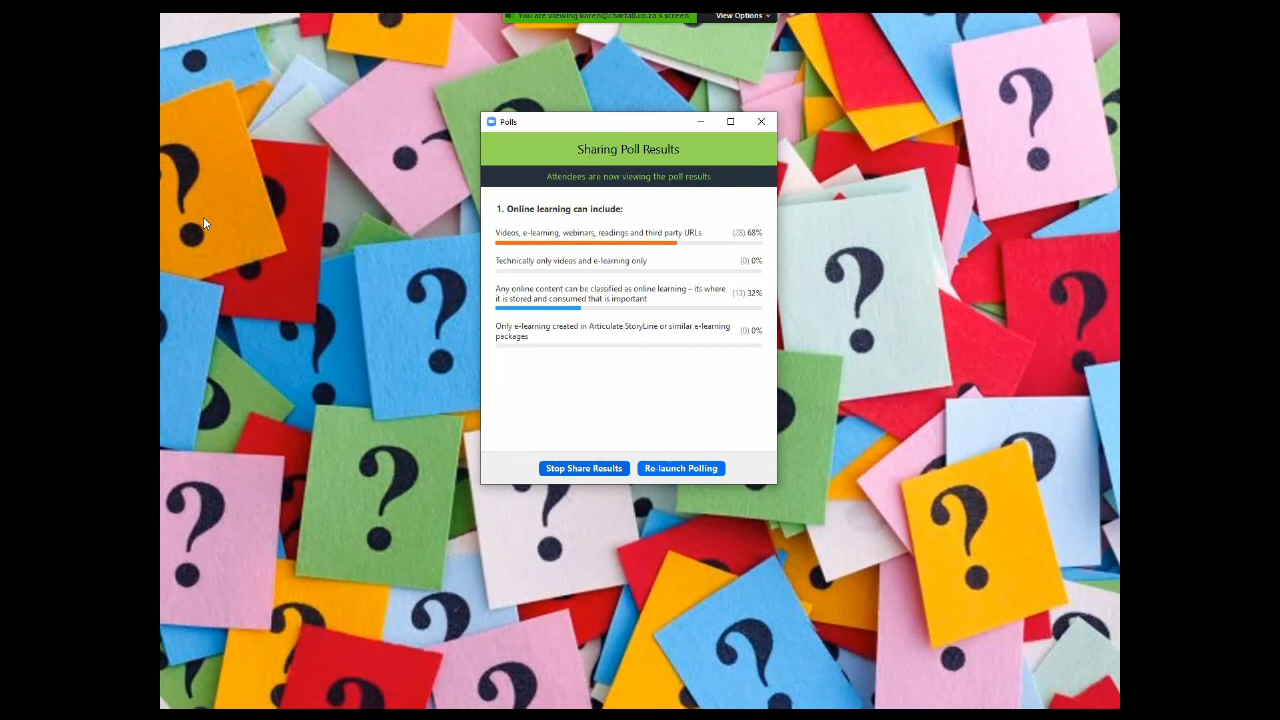 You are viewing karen@chartall.co.za's screen
View Options
Polls
Sharing Poll Results
Attendees are now viewing the poll results
1. Online learning can include:
Videos, e-learning, webinars, readings and third party URLs (28) 68%
Technically only videos and e-learning only (0) 0%
Any online content can be classified as online learning – its where
it is stored and consumed that is important (13) 32%
Only e-learning created in Articulate StoryLine or similar e-learning
packages (0) 0%
Stop Share Results Re-launch Polling